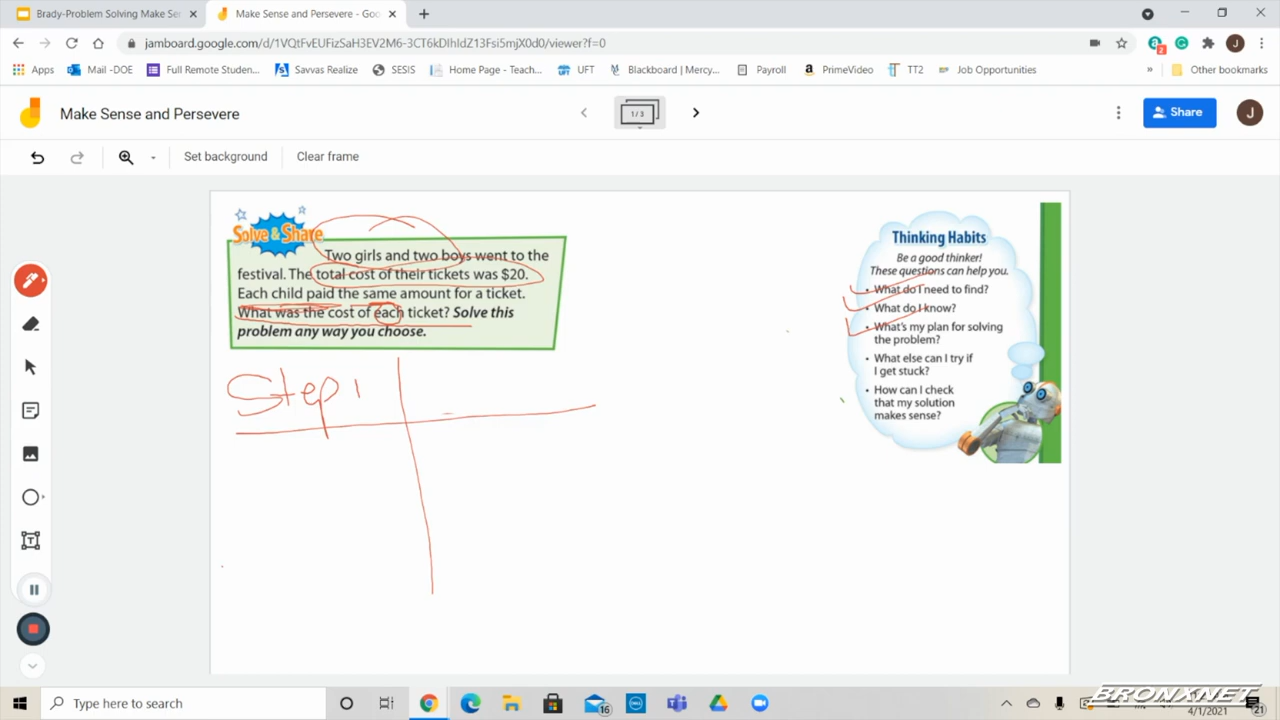 Brady-Problem Solving Make Ser
Make Sense and Persevere - Goo
jamboard.google.com/d/1VQtFvEUFizSaH3EV2M6-3CT6kDlhIdZ13Fsi5mjX0d0/viewer?f=0
Apps Mail -DOE Full Remote Studen... Savvas Realize SESIS Home Page - Teach... UFT Blackboard | Mercy... Payroll PrimeVideo TT2 Job Opportunities » Other bookmarks
Make Sense and Persevere
1 / 3
Share
J
Set background Clear frame
Solve & Share
Two girls and two boys went to the
festival. The total cost of their tickets was $20.
Each child paid the same amount for a ticket.
What was the cost of each ticket? Solve this
problem any way you choose.
Step 1
Thinking Habits
Be a good thinker!
These questions can help you.
• What do I need to find?
• What do I know?
• What's my plan for solving
the problem?
• What else can I try if
I get stuck?
• How can I check
that my solution
makes sense?
Type here to search
16
BRONXNET
4/1/2021
21